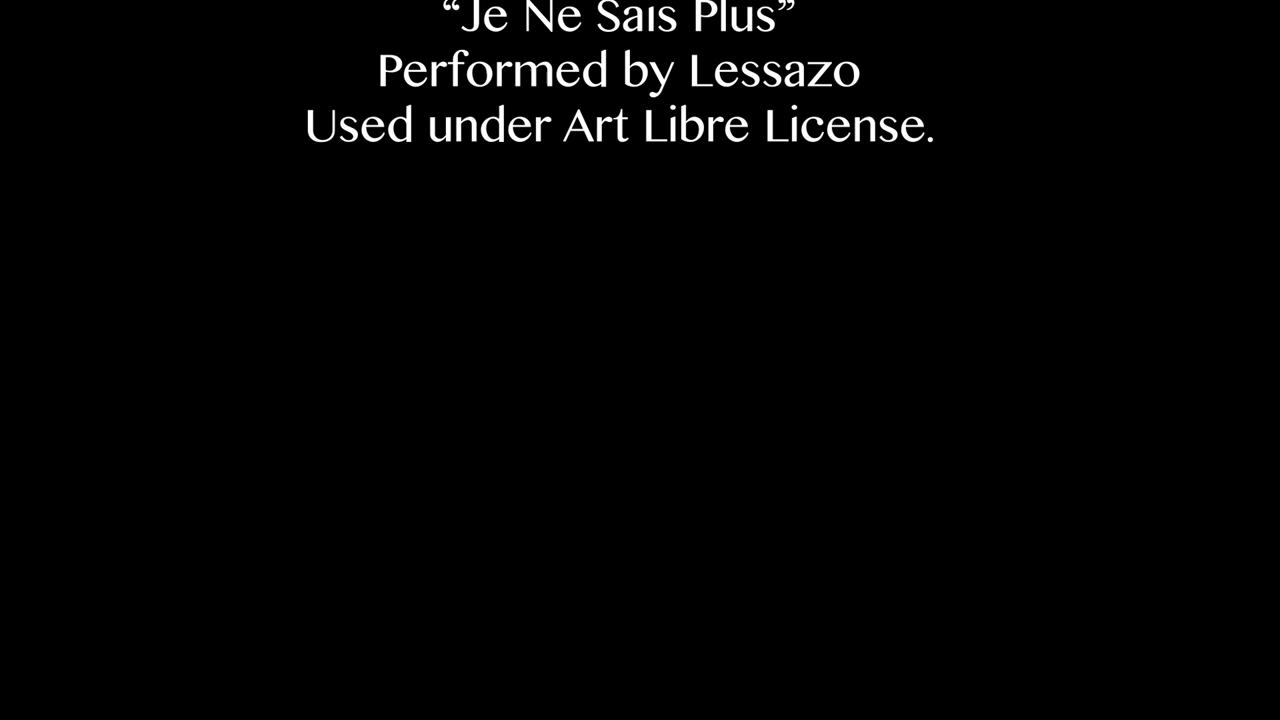 “Je Ne Sais Plus”
Performed by Lessazo
Used under Art Libre License.